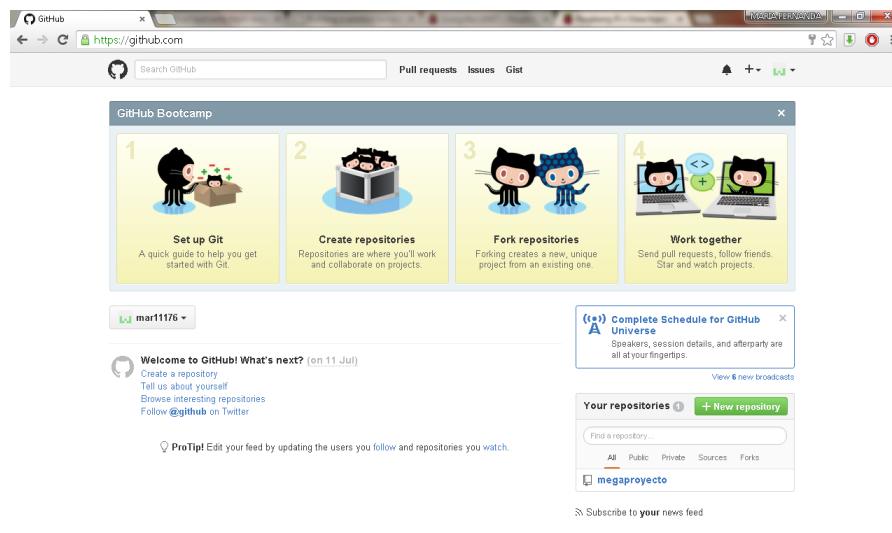 GitHub
MARIA FERNANDA
https://github.com
Search GitHub
Pull requests Issues Gist
GitHub Bootcamp
1
Set up Git
A quick guide to help you get
started with Git.
2
Create repositories
Repositories are where you'll work
and collaborate on projects.
3
Fork repositories
Forking creates a new, unique
project from an existing one.
4
Work together
Send pull requests, follow friends.
Star and watch projects.
mar11176
Welcome to GitHub! What's next? (on 11 Jul)
Create a repository
Tell us about yourself
Browse interesting repositories
Follow @github on Twitter
ProTip! Edit your feed by updating the users you follow and repositories you watch.
Complete Schedule for GitHub
Universe
Speakers, session details, and afterparty are
all at your fingertips.
View 6 new broadcasts
Your repositories 1 + New repository
Find a repository...
All Public Private Sources Forks
megaproyecto
Subscribe to your news feed